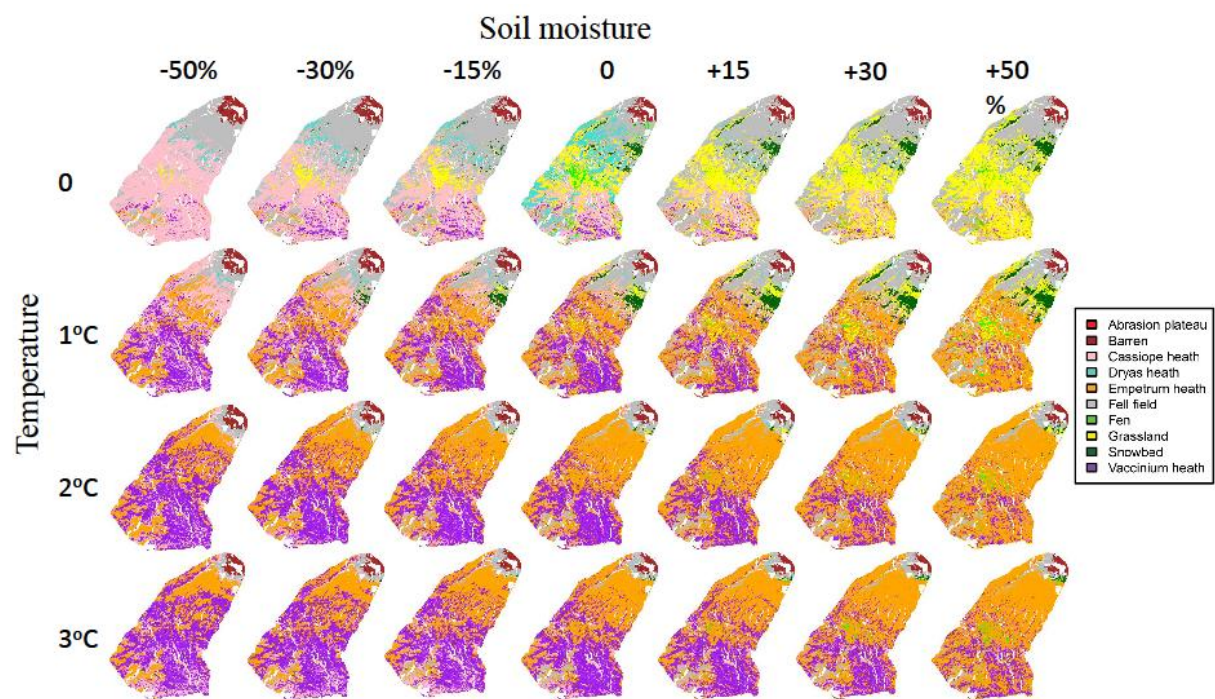 Soil moisture
-50% -30% -15% 0 +15 +30 +50
%
0
1ºC
2ºC
3ºC
Temperature
Abrasion plateau
Barren
Cassiope heath
Dryas heath
Empetrum heath
Fell field
Fen
Grassland
Snowbed
Vaccinium heath